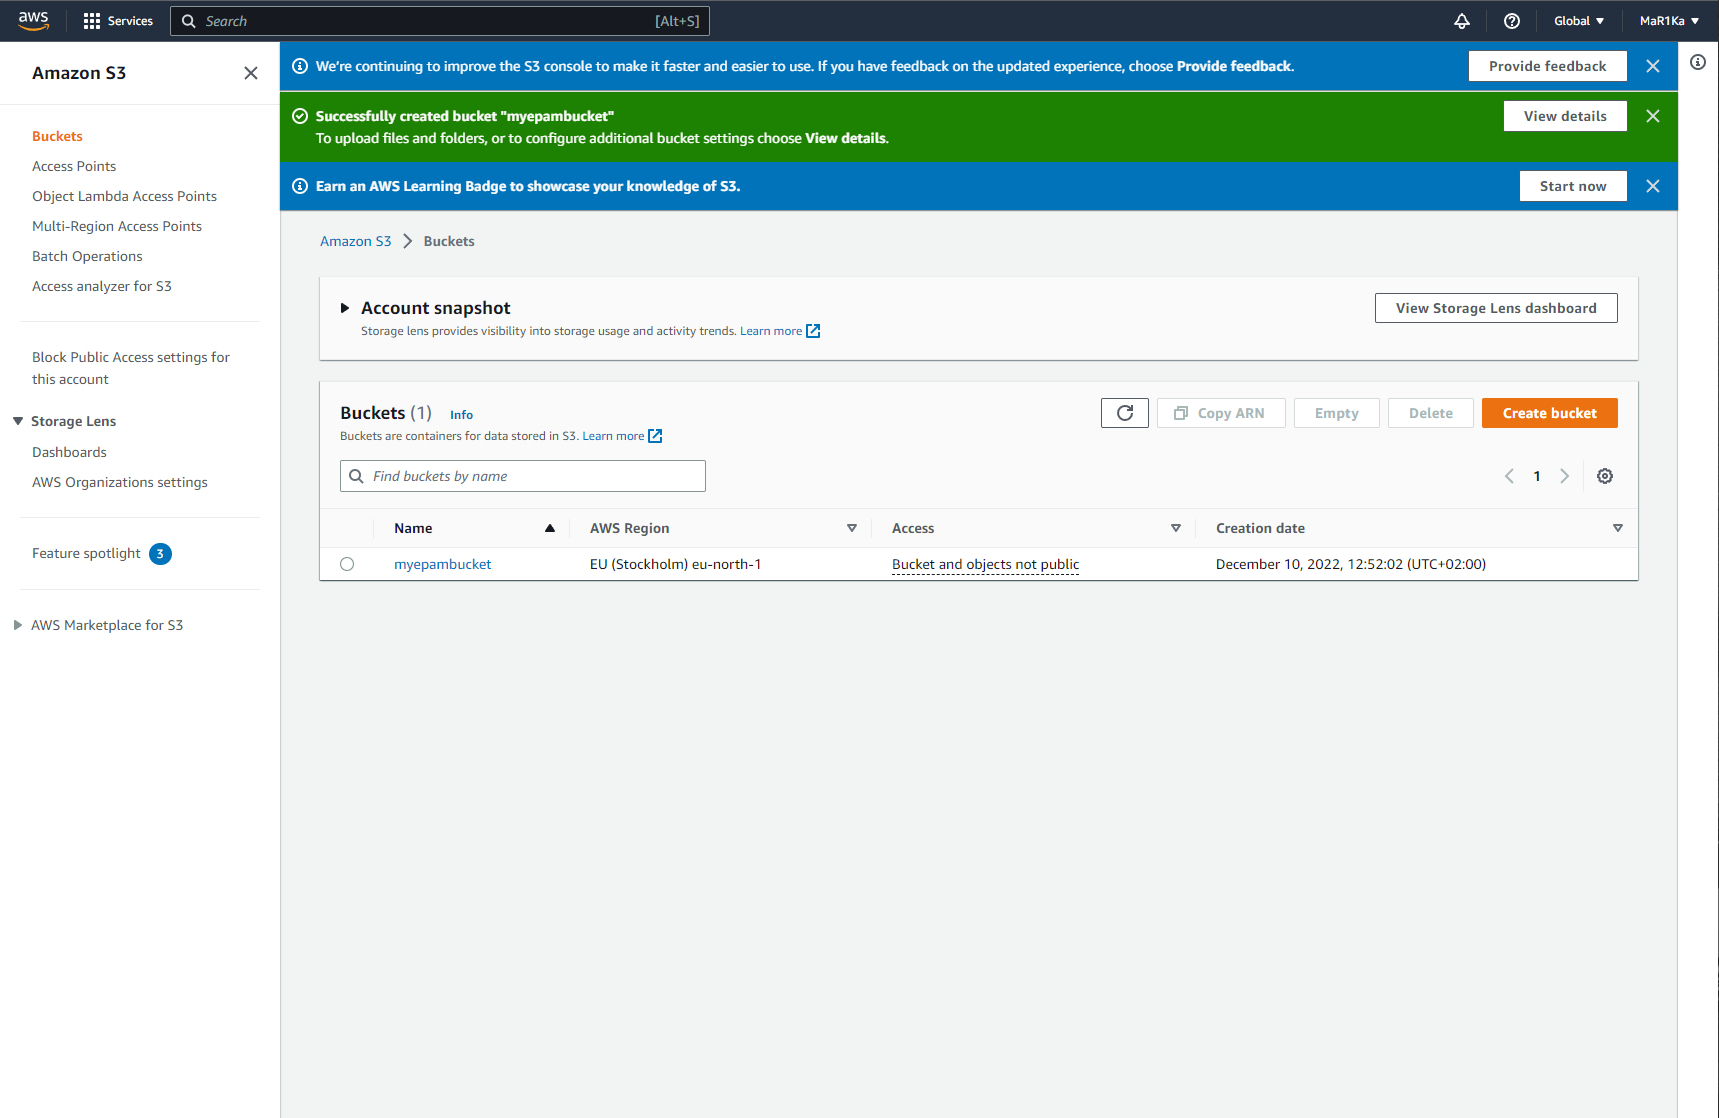 aws
Services
Search [Alt+S]
Global
MaR1Ka
Amazon S3
Buckets
Access Points
Object Lambda Access Points
Multi-Region Access Points
Batch Operations
Access analyzer for S3
Block Public Access settings for
this account
Storage Lens
Dashboards
AWS Organizations settings
Feature spotlight 3
AWS Marketplace for S3
We're continuing to improve the S3 console to make it faster and easier to use. If you have feedback on the updated experience, choose Provide feedback.
Provide feedback
Successfully created bucket "myepambucket"
To upload files and folders, or to configure additional bucket settings choose View details.
View details
Earn an AWS Learning Badge to showcase your knowledge of S3.
Start now
Amazon S3 Buckets
Account snapshot
Storage lens provides visibility into storage usage and activity trends. Learn more
View Storage Lens dashboard
Buckets (1) Info
Buckets are containers for data stored in S3. Learn more
Copy ARN
Empty
Delete
Create bucket
Find buckets by name
1
Name AWS Region Access Creation date
myepambucket EU (Stockholm) eu-north-1 Bucket and objects not public December 10, 2022, 12:52:02 (UTC+02:00)